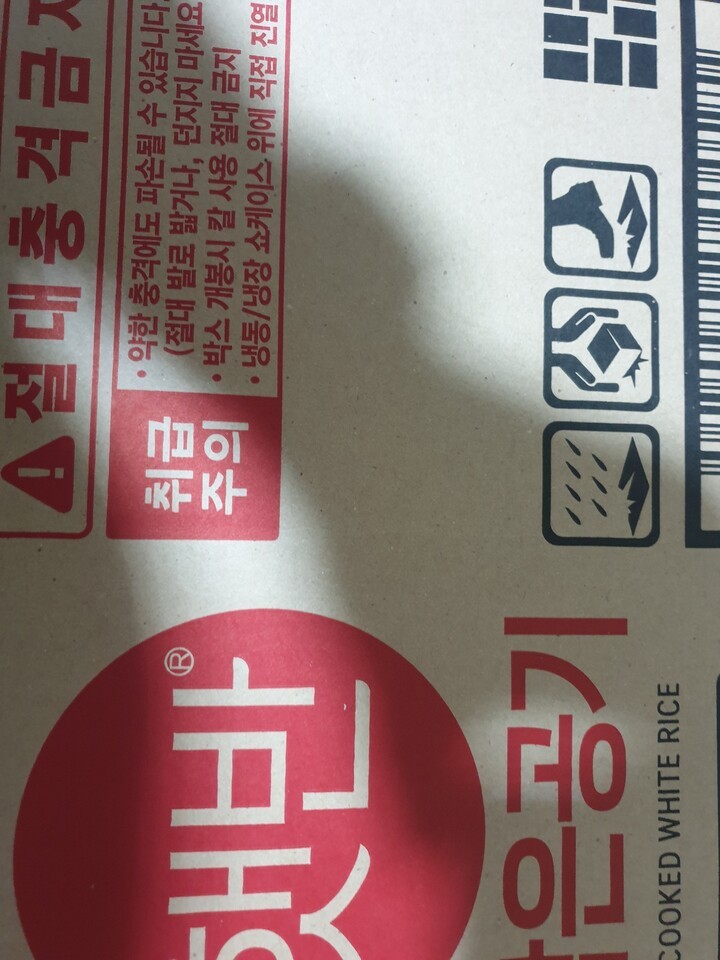 절대충격금지
취급
주의
· 약한 충격에도 파손될 수 있습니다.
(절대 발로 밟거나, 던지지 마세요
· 박스 개봉시 칼 사용 절대 금지
· 냉동/냉장 쇼케이스 위에 직접 진열
햇반®
은공기
COOKED WHITE RICE